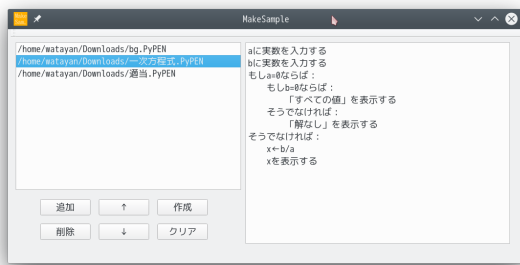 MakeSample
/home/watayan/Downloads/bg.PyPEN
/home/watayan/Downloads/一次方程式.PyPEN
/home/watayan/Downloads/適当.PyPEN
追加 ↑ 作成
削除 ↓ クリア
aに実数を入力する
bに実数を入力する
もしa=0ならば：
もしb=0ならば：
「すべての値」を表示する
そうでなければ：
「解なし」を表示する
そうでなければ：
x←b/a
xを表示する